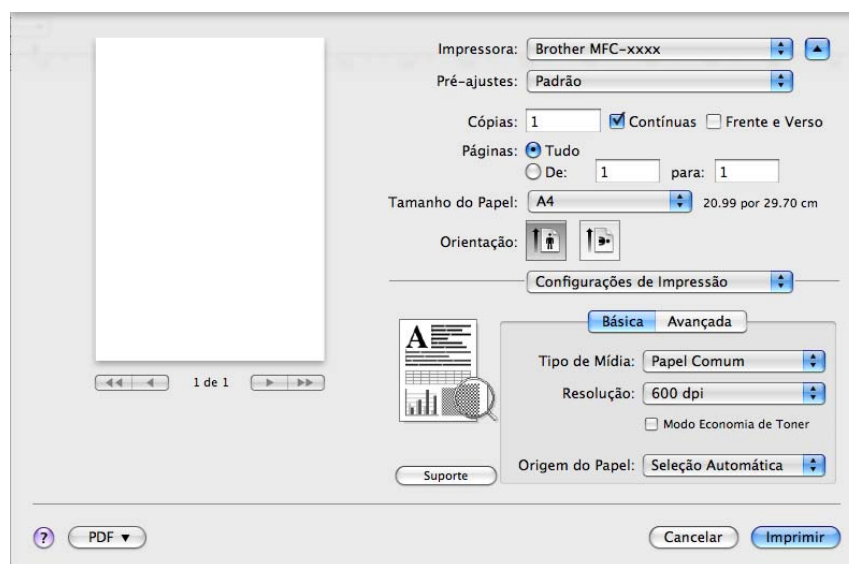 Impressora: Brother MFC-xxxx
Pré-ajustes: Padrão
Cópias: 1 Contínuas Frente e Verso
Páginas: Tudo
De: 1 para: 1
Tamanho do Papel: A4 20.99 por 29.70 cm
Orientação:
Configurações de Impressão
Básica Avançada
A
Tipo de Mídia: Papel Comum
1 de 1
Resolução: 600 dpi
Modo Economia de Toner
Origem do Papel: Seleção Automática
Suporte
? PDF Cancelar Imprimir